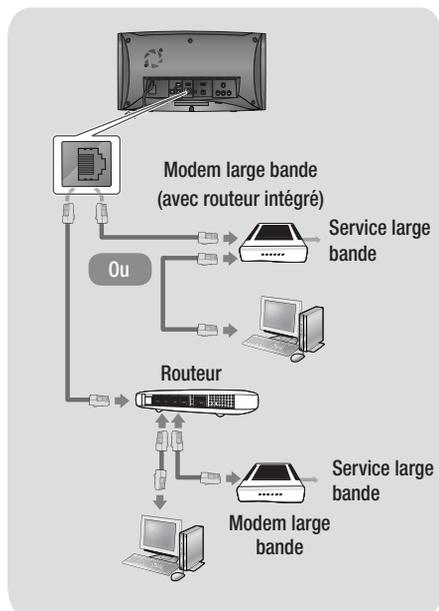 Modem large bande
(avec routeur intégré)
Service large
bande
Ou
Routeur
Service large
bande
Modem large
bande